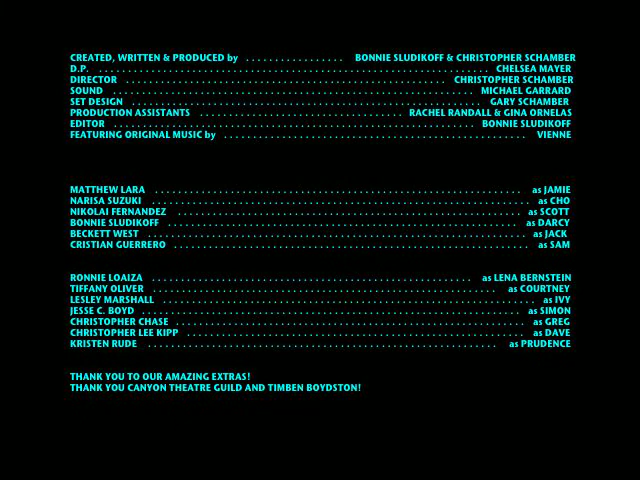 CREATED, WRITTEN & PRODUCED by . . . . . . . . . . . . . . . . . BONNIE SLUDIKOFF & CHRISTOPHER SCHAMBER
D.P. . . . . . . . . . . . . . . . . . CHELSEA MAYER
DIRECTOR . . . . . . . . . . . . . . . . . CHRISTOPHER SCHAMBER
SOUND . . . . . . . . . . . . . . . . . MICHAEL GARRARD
SET DESIGN . . . . . . . . . . . . . . . . . GARY SCHAMBER
PRODUCTION ASSISTANTS . . . . . . . . . . . . . . . . . RACHEL RANDALL & GINA ORNELAS
EDITOR . . . . . . . . . . . . . . . . . BONNIE SLUDIKOFF
FEATURING ORIGINAL MUSIC by . . . . . . . . . . . . . . . . . VIENNE
MATTHEW LARA . . . . . . . . . . . . . . . . . as JAMIE
NARISA SUZUKI . . . . . . . . . . . . . . . . . as CHO
NIKOLAI FERNANDEZ . . . . . . . . . . . . . . . . . as SCOTT
BONNIE SLUDIKOFF . . . . . . . . . . . . . . . . . as DARCY
BECKETT WEST . . . . . . . . . . . . . . . . . as JACK
CRISTIAN GUERRERO . . . . . . . . . . . . . . . . . as SAM
RONNIE LOAIZA . . . . . . . . . . . . . . . . . as LENA BERNSTEIN
TIFFANY OLIVER . . . . . . . . . . . . . . . . . as COURTNEY
LESLEY MARSHALL . . . . . . . . . . . . . . . . . as IVY
JESSE C. BOYD . . . . . . . . . . . . . . . . . as SIMON
CHRISTOPHER CHASE . . . . . . . . . . . . . . . . . as GREG
CHRISTOPHER LEE KIPP . . . . . . . . . . . . . . . . . as DAVE
KRISTEN RUDE . . . . . . . . . . . . . . . . . as PRUDENCE
THANK YOU TO OUR AMAZING EXTRAS!
THANK YOU CANYON THEATRE GUILD AND TIMBEN BOYDSTON!